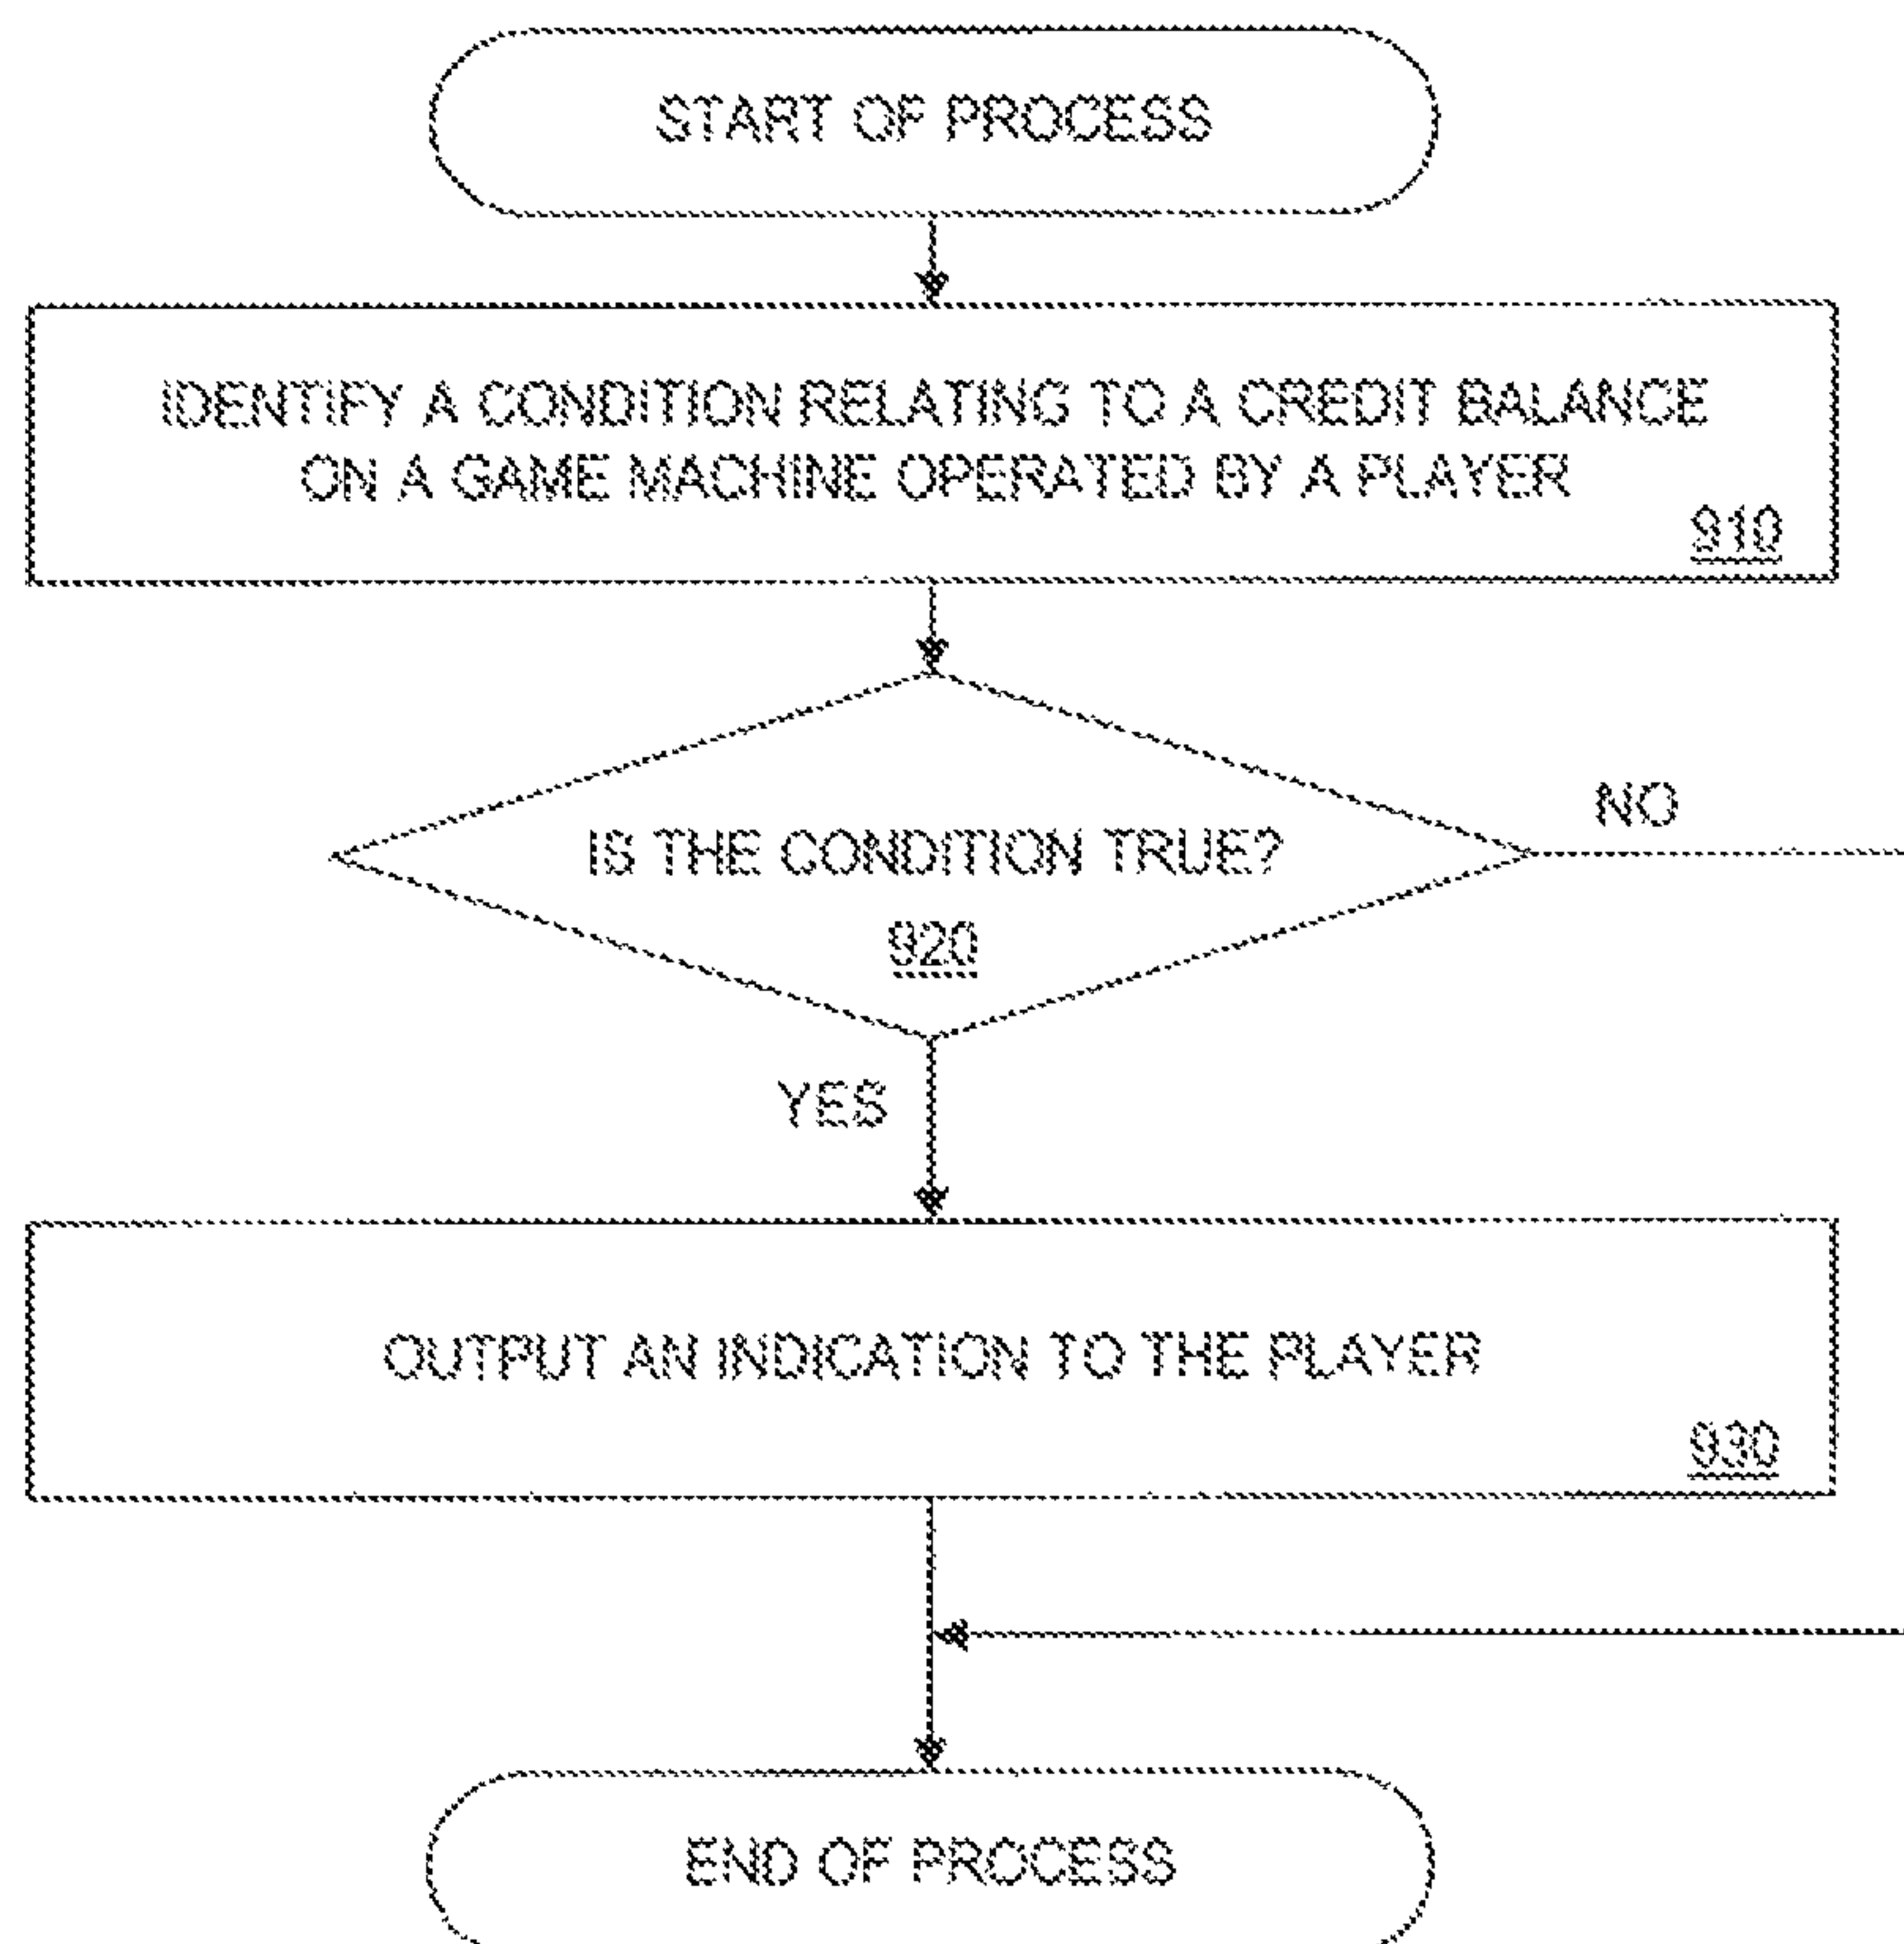 START OF PROCESS
IDENTIFY A CONDITION RELATING TO A CREDIT BALANCE
ON A GAME MACHINE OPERATED BY A PLAYER
910
IS THE CONDITION TRUE?
920
NO
YES
OUTPUT AN INDICATION TO THE PLAYER
930
END OF PROCESS